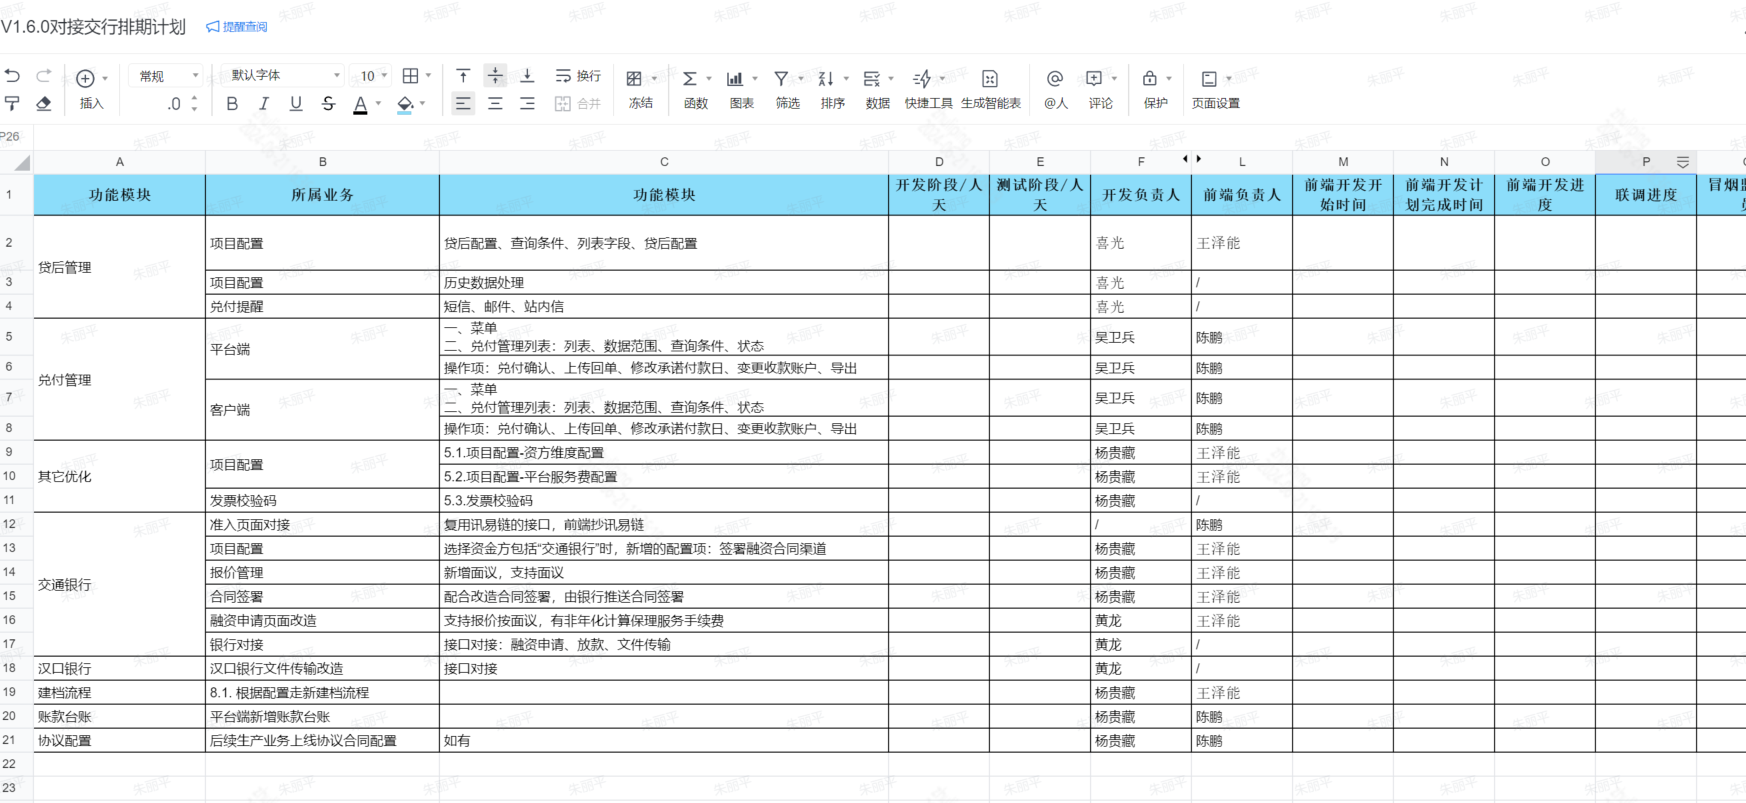 V1.6.0对接交行排期计划 提醒查阅
常规 默认字体 10 换行
插入 .0 B I U S A 合并 冻结 函数 图表 筛选 排序 数据 快捷工具 生成智能表 @人 评论 保护 页面设置
P26
A B C D E F L M N O P
1 功能模块 所属业务 功能模块 开发阶段/人天 测试阶段/人天 开发负责人 前端负责人 前端开发开始时间 前端开发计划完成时间 前端开发进度 联调进度
2 贷后管理 项目配置 贷后配置、查询条件、列表字段、贷后配置 喜光 王泽能
3 项目配置 历史数据处理 喜光 /
4 兑付提醒 短信、邮件、站内信 喜光 /
5 兑付管理 平台端 一、菜单
二、兑付管理列表：列表、数据范围、查询条件、状态 吴卫兵 陈鹏
6 操作项：兑付确认、上传回单、修改承诺付款日、变更收款账户、导出 吴卫兵 陈鹏
7 客户端 一、菜单
二、兑付管理列表：列表、数据范围、查询条件、状态 吴卫兵 陈鹏
8 操作项：兑付确认、上传回单、修改承诺付款日、变更收款账户、导出 吴卫兵 陈鹏
9 其它优化 项目配置 5.1.项目配置-资方维度配置 杨贵藏 王泽能
10 5.2.项目配置-平台服务费配置 杨贵藏 王泽能
11 发票校验码 5.3.发票校验码 杨贵藏 /
12 交通银行 准入页面对接 复用讯易链的接口，前端抄讯易链 / 陈鹏
13 项目配置 选择资金方包括“交通银行”时，新增的配置项：签署融资合同渠道 杨贵藏 王泽能
14 报价管理 新增面议，支持面议 杨贵藏 王泽能
15 合同签署 配合改造合同签署，由银行推送合同签署 杨贵藏 王泽能
16 融资申请页面改造 支持报价按面议，有非年化计算保理服务手续费 黄龙 王泽能
17 银行对接 接口对接：融资申请、放款、文件传输 黄龙 /
18 汉口银行 汉口银行文件传输改造 接口对接 黄龙 /
19 建档流程 8.1. 根据配置走新建档流程 杨贵藏 王泽能
20 账款台账 平台端新增账款台账 杨贵藏 陈鹏
21 协议配置 后续生产业务上线协议合同配置 如有 杨贵藏 陈鹏
22
23
朱丽平